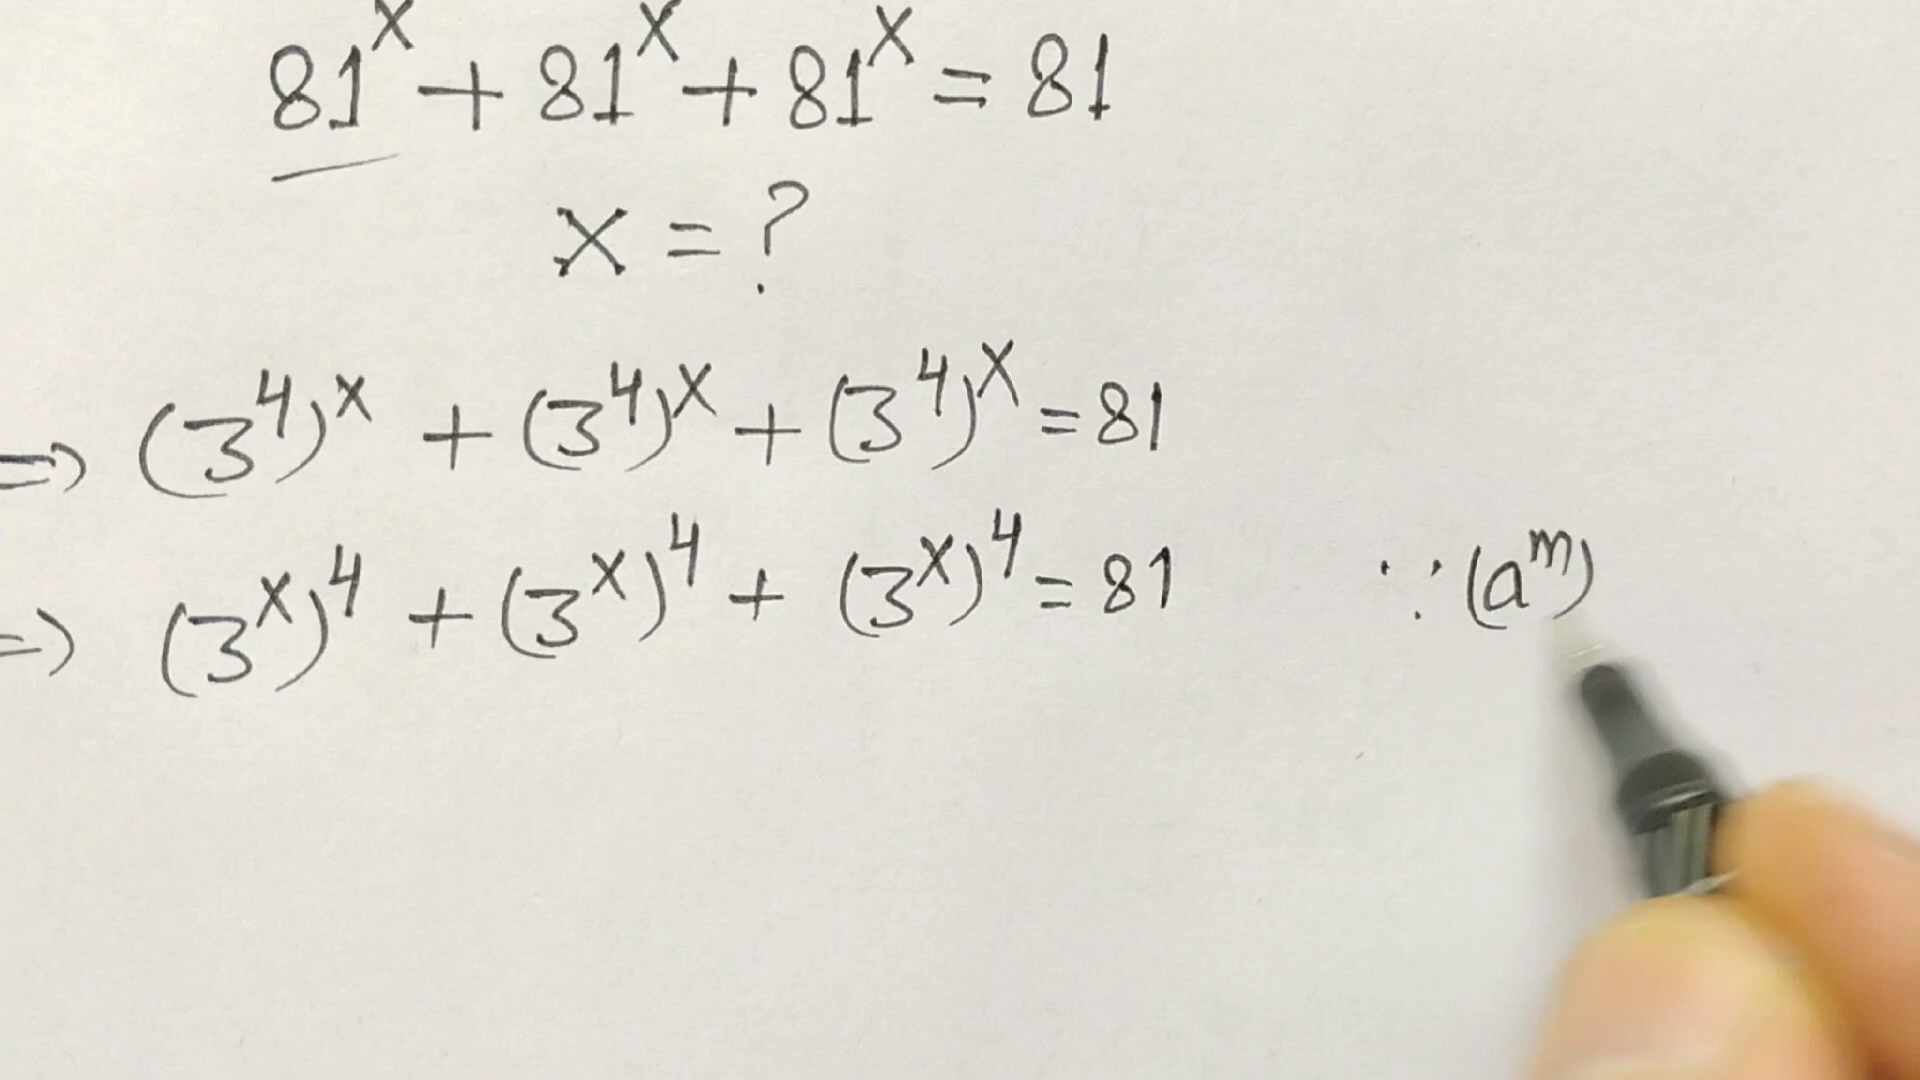 81^x + 81^x + 81^x = 81
x = ?
⇒ (3^4)^x + (3^4)^x + (3^4)^x = 81
⇒ (3^x)^4 + (3^x)^4 + (3^x)^4 = 81 ∵ (a^m)